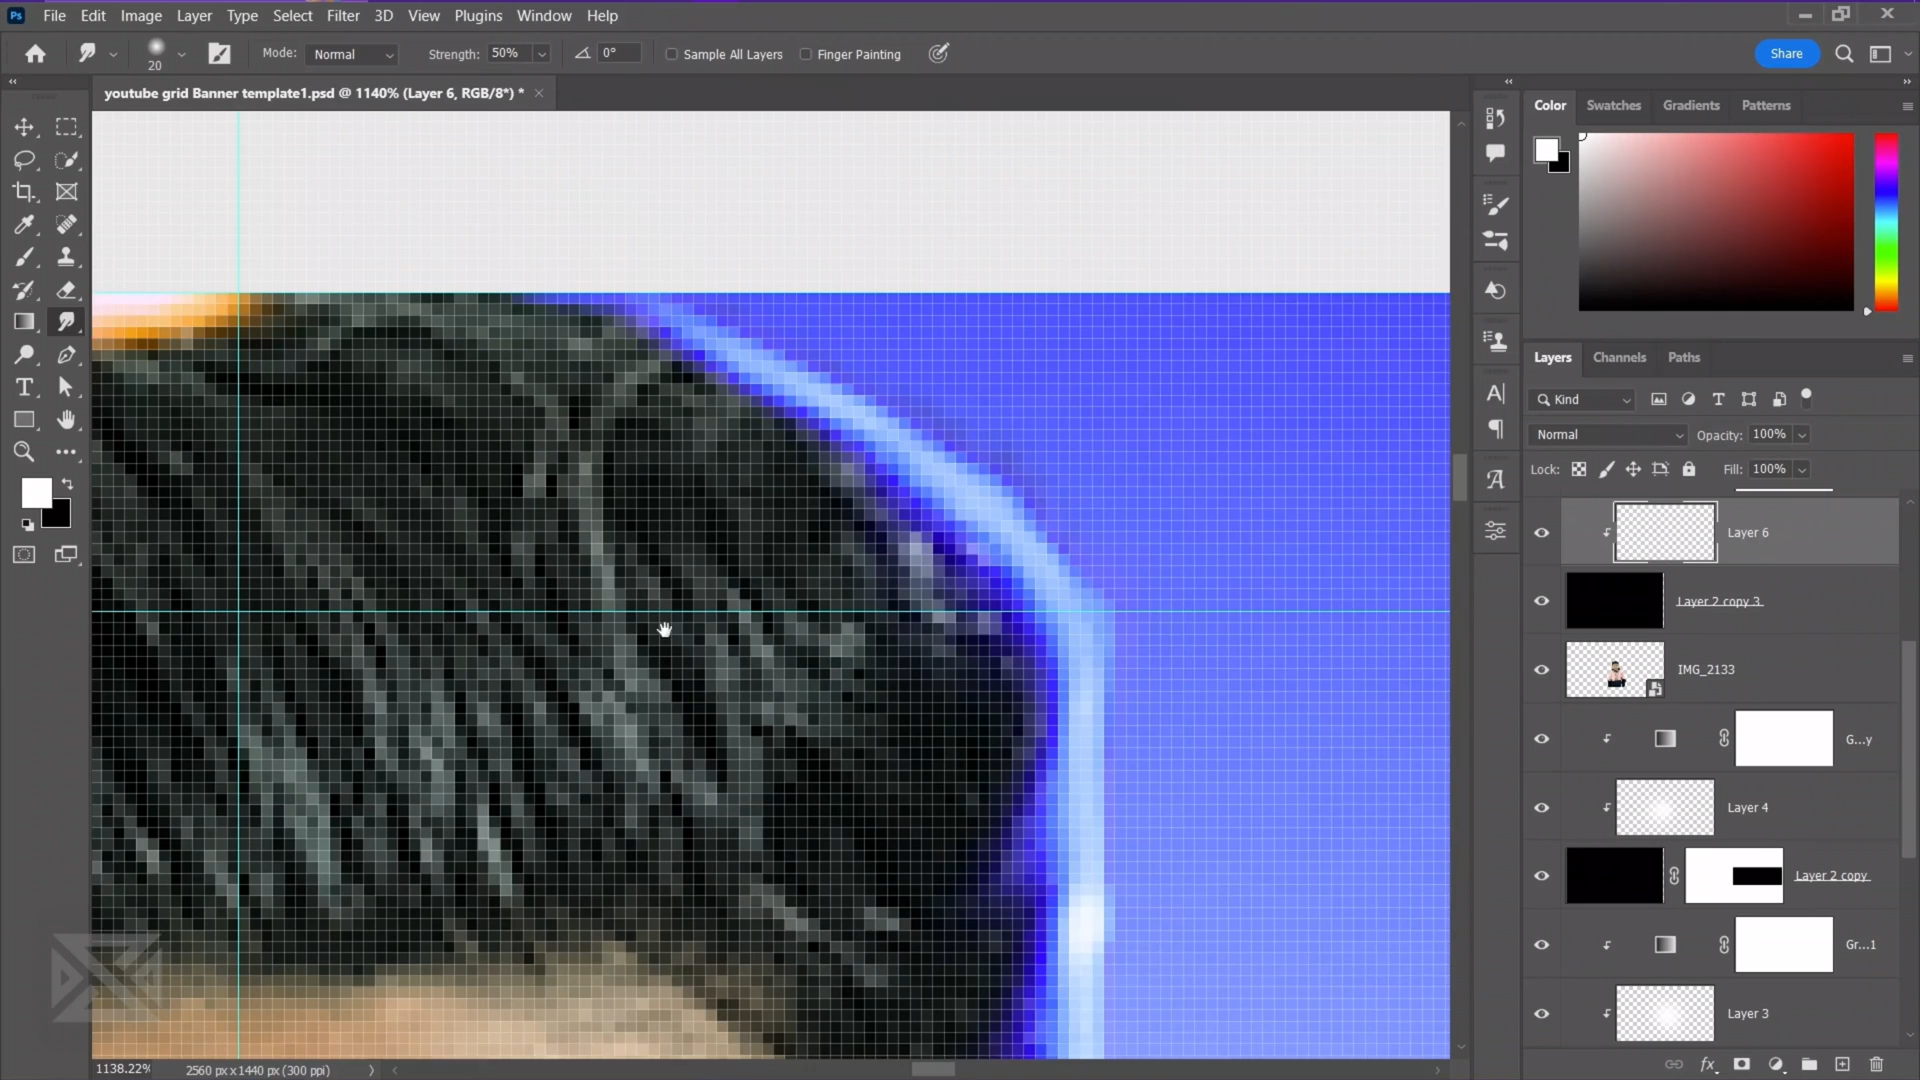 Ps File Edit Image Layer Type Select Filter 3D View Plugins Window Help
20 Mode: Normal Strength: 50% 0° Sample All Layers Finger Painting Share
youtube grid Banner template1.psd @ 1140% (Layer 6, RGB/8*) *
Color Swatches Gradients Patterns
Layers Channels Paths
Kind
Normal Opacity: 100%
Lock: Fill: 100%
Layer 6
Layer 2 copy 3
IMG_2133
G...y
Layer 4
Layer 2 copy
Gr...1
Layer 3
fx
1138.22% 2560 px x 1440 px (300 ppi)